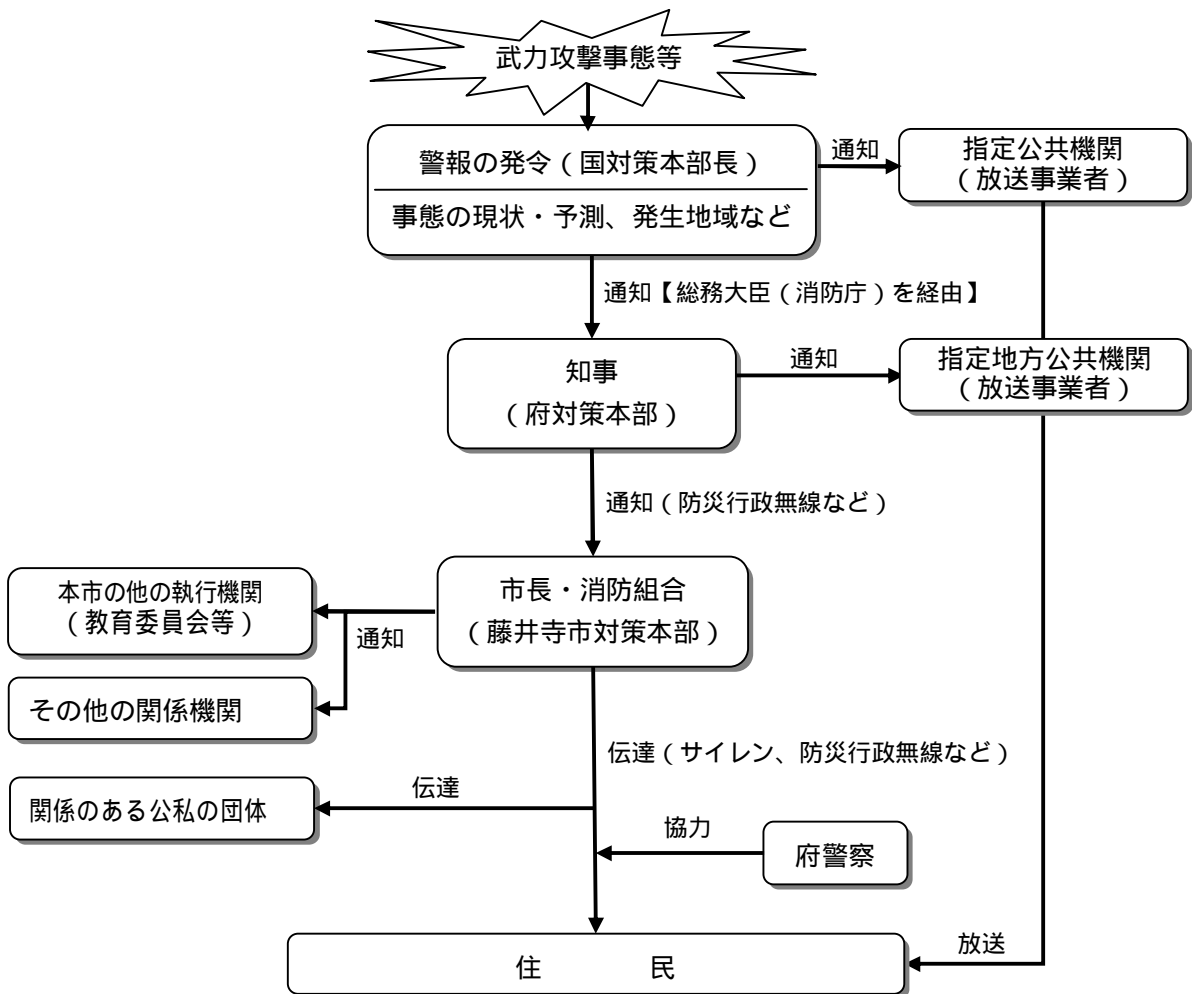 武力攻撃事態等
警報の発令（国対策本部長）
事態の現状・予測、発生地域など
通知
指定公共機関
（放送事業者）
通知【総務大臣（消防庁）を経由】
知事
（府対策本部）
通知
指定地方公共機関
（放送事業者）
通知（防災行政無線など）
市長・消防組合
（藤井寺市対策本部）
本市の他の執行機関
（教育委員会等）
通知
その他の関係機関
伝達（サイレン、防災行政無線など）
関係のある公私の団体
伝達
協力
府警察
放送
住　　　　民